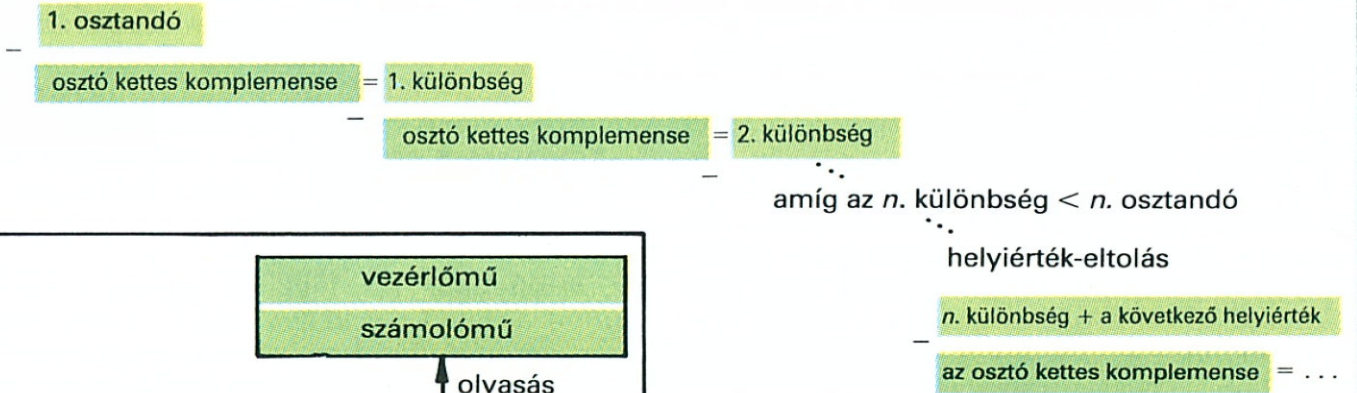 1. osztandó
–
osztó kettes komplemense = 1. különbség
–
osztó kettes komplemense = 2. különbség
–
amíg az n. különbség < n. osztandó
helyiérték-eltolás
vezérlőmű
n. különbség + a következő helyiérték
számolómű
–
az osztó kettes komplemense = ...
olvasás